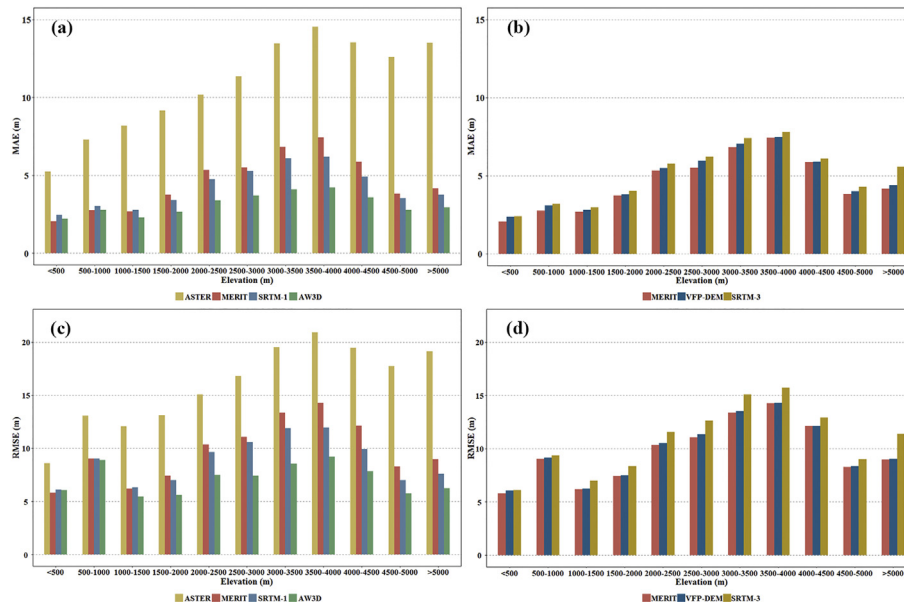 (a)
15
10
5
0
MAE (m)
<500 500-1000 1000-1500 1500-2000 2000-2500 2500-3000 3000-3500 3500-4000 4000-4500 4500-5000 >5000
Elevation (m)
ASTER MERIT SRTM-1 AW3D
(b)
15
10
5
0
MAE (m)
<500 500-1000 1000-1500 1500-2000 2000-2500 2500-3000 3000-3500 3500-4000 4000-4500 4500-5000 >5000
Elevation (m)
MERIT VFP-DEM SRTM-3
(c)
20
15
10
5
0
RMSE (m)
<500 500-1000 1000-1500 1500-2000 2000-2500 2500-3000 3000-3500 3500-4000 4000-4500 4500-5000 >5000
Elevation (m)
ASTER MERIT SRTM-1 AW3D
(d)
20
15
10
5
0
RMSE (m)
<500 500-1000 1000-1500 1500-2000 2000-2500 2500-3000 3000-3500 3500-4000 4000-4500 4500-5000 >5000
Elevation (m)
MERIT VFP-DEM SRTM-3